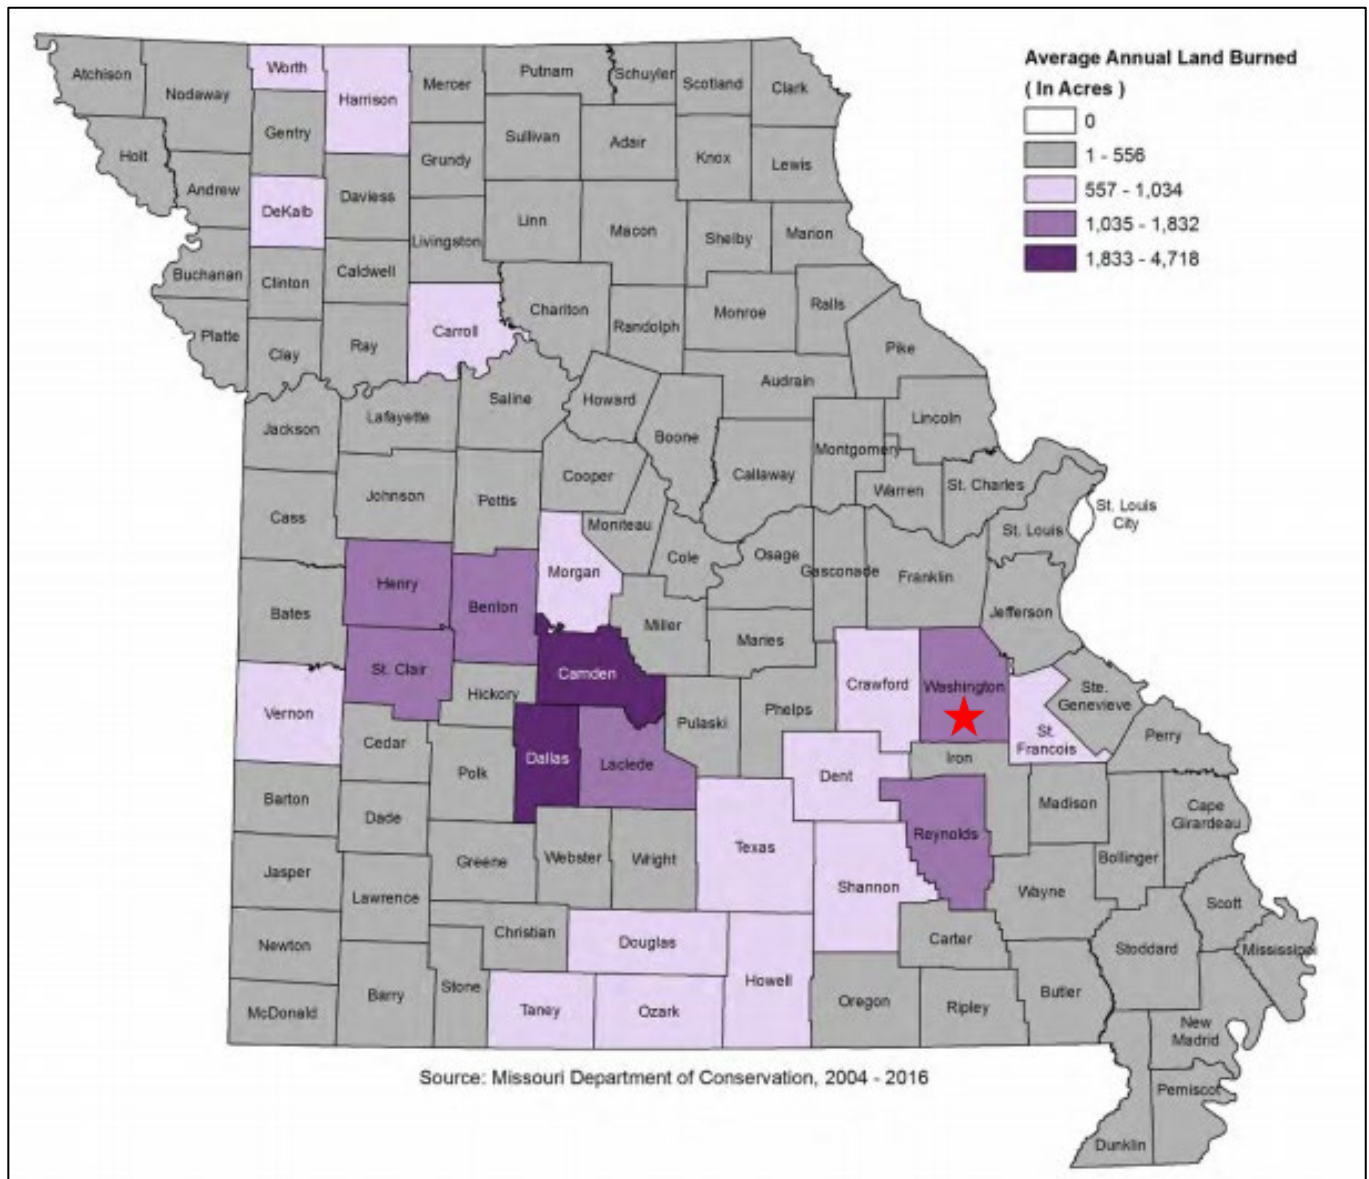 Average Annual Land Burned
( In Acres )
0
1 - 556
557 - 1,034
1,035 - 1,832
1,833 - 4,718
Atchison
Nodaway
Worth
Harrison
Mercer
Putnam
Schuyler
Scotland
Clark
Holt
Andrew
Gentry
DeKalb
Daviess
Grundy
Sullivan
Adair
Knox
Lewis
Buchanan
Clinton
Caldwell
Livingston
Linn
Macon
Shelby
Marion
Platte
Clay
Ray
Carroll
Chariton
Randolph
Monroe
Ralls
Pike
Audrain
Jackson
Lafayette
Saline
Howard
Boone
Callaway
Montgomery
Lincoln
Warren
St. Charles
St. Louis
City
St. Louis
Cass
Johnson
Pettis
Cooper
Moniteau
Cole
Osage
Gasconade
Franklin
Jefferson
Bates
Henry
Benton
Morgan
Miller
Maries
Vernon
St. Clair
Hickory
Camden
Pulaski
Phelps
Crawford
Washington
St.
Francois
Ste.
Genevieve
Perry
Cedar
Polk
Dallas
Laclede
Dent
Iron
Madison
Cape
Girardeau
Barton
Dade
Greene
Webster
Wright
Texas
Reynolds
Bollinger
Jasper
Lawrence
Shannon
Wayne
Scott
Newton
Christian
Douglas
Howell
Carter
Stoddard
Mississippi
McDonald
Barry
Stone
Taney
Ozark
Oregon
Ripley
Butler
New
Madrid
Pemiscot
Dunklin
Source: Missouri Department of Conservation, 2004 - 2016